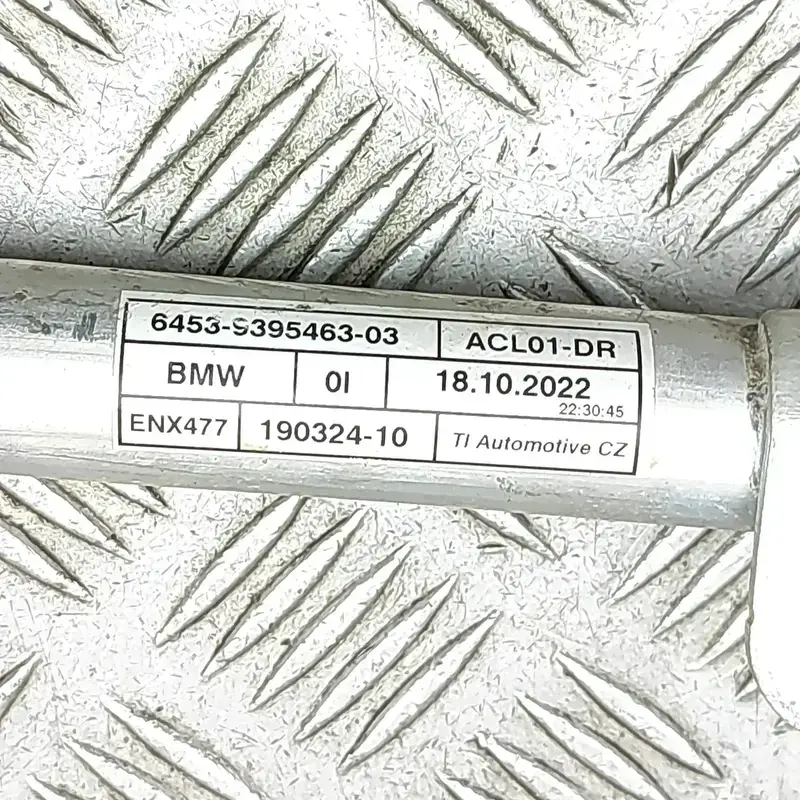 6453-9395463-03 ACL01-DR
BMW 0I 18.10.2022
22:30:45
ENX477 190324-10 TI Automotive CZ